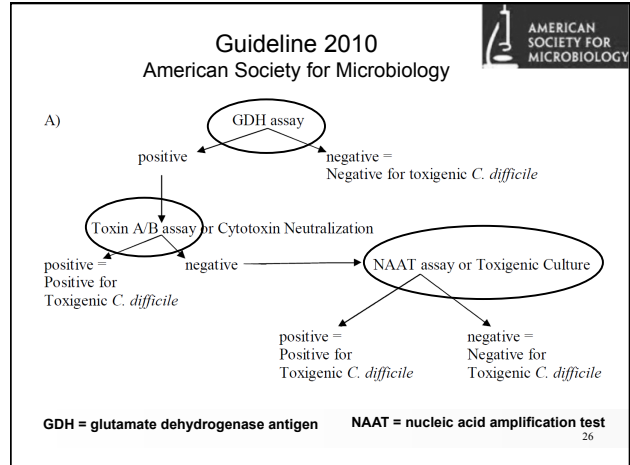 Guideline 2010
American Society for Microbiology
AMERICAN
SOCIETY FOR
MICROBIOLOGY
A)
GDH assay
positive
negative =
Negative for toxigenic C. difficile
Toxin A/B assay or Cytotoxin Neutralization
positive =
Positive for
Toxigenic C. difficile
negative
NAAT assay or Toxigenic Culture
positive =
Positive for
Toxigenic C. difficile
negative =
Negative for
Toxigenic C. difficile
GDH = glutamate dehydrogenase antigen
NAAT = nucleic acid amplification test
26